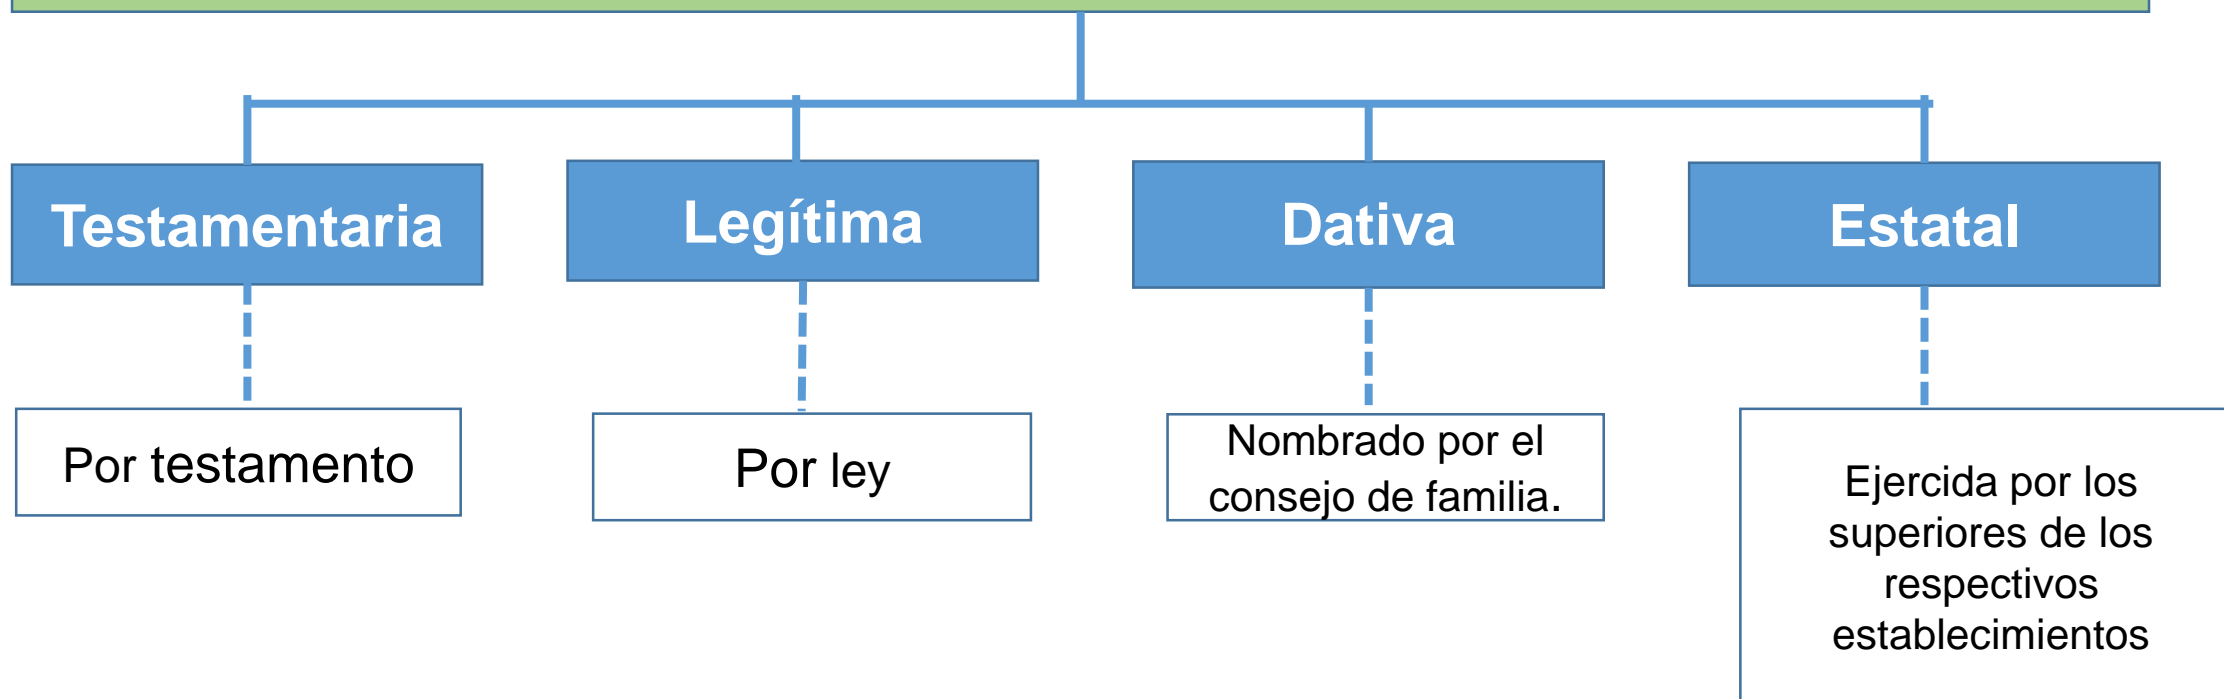 Testamentaria
Legítima
Dativa
Estatal
Por testamento
Por ley
Nombrado por el
consejo de familia.
Ejercida por los
superiores de los
respectivos
establecimientos